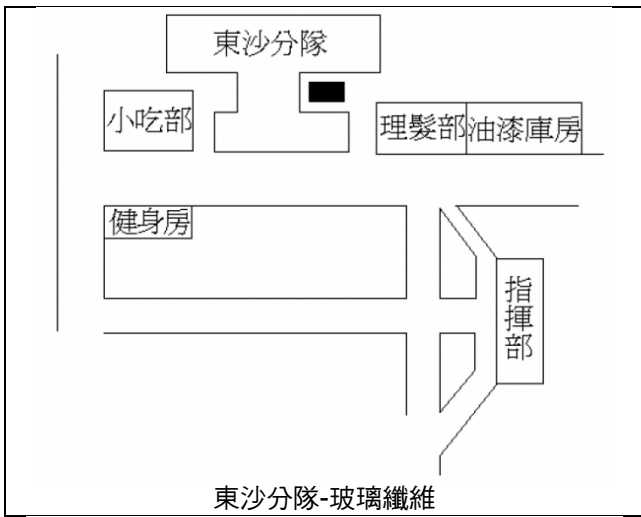 東沙分隊
小吃部
理髮部
油漆庫房
健身房
指揮部
東沙分隊-玻璃纖維